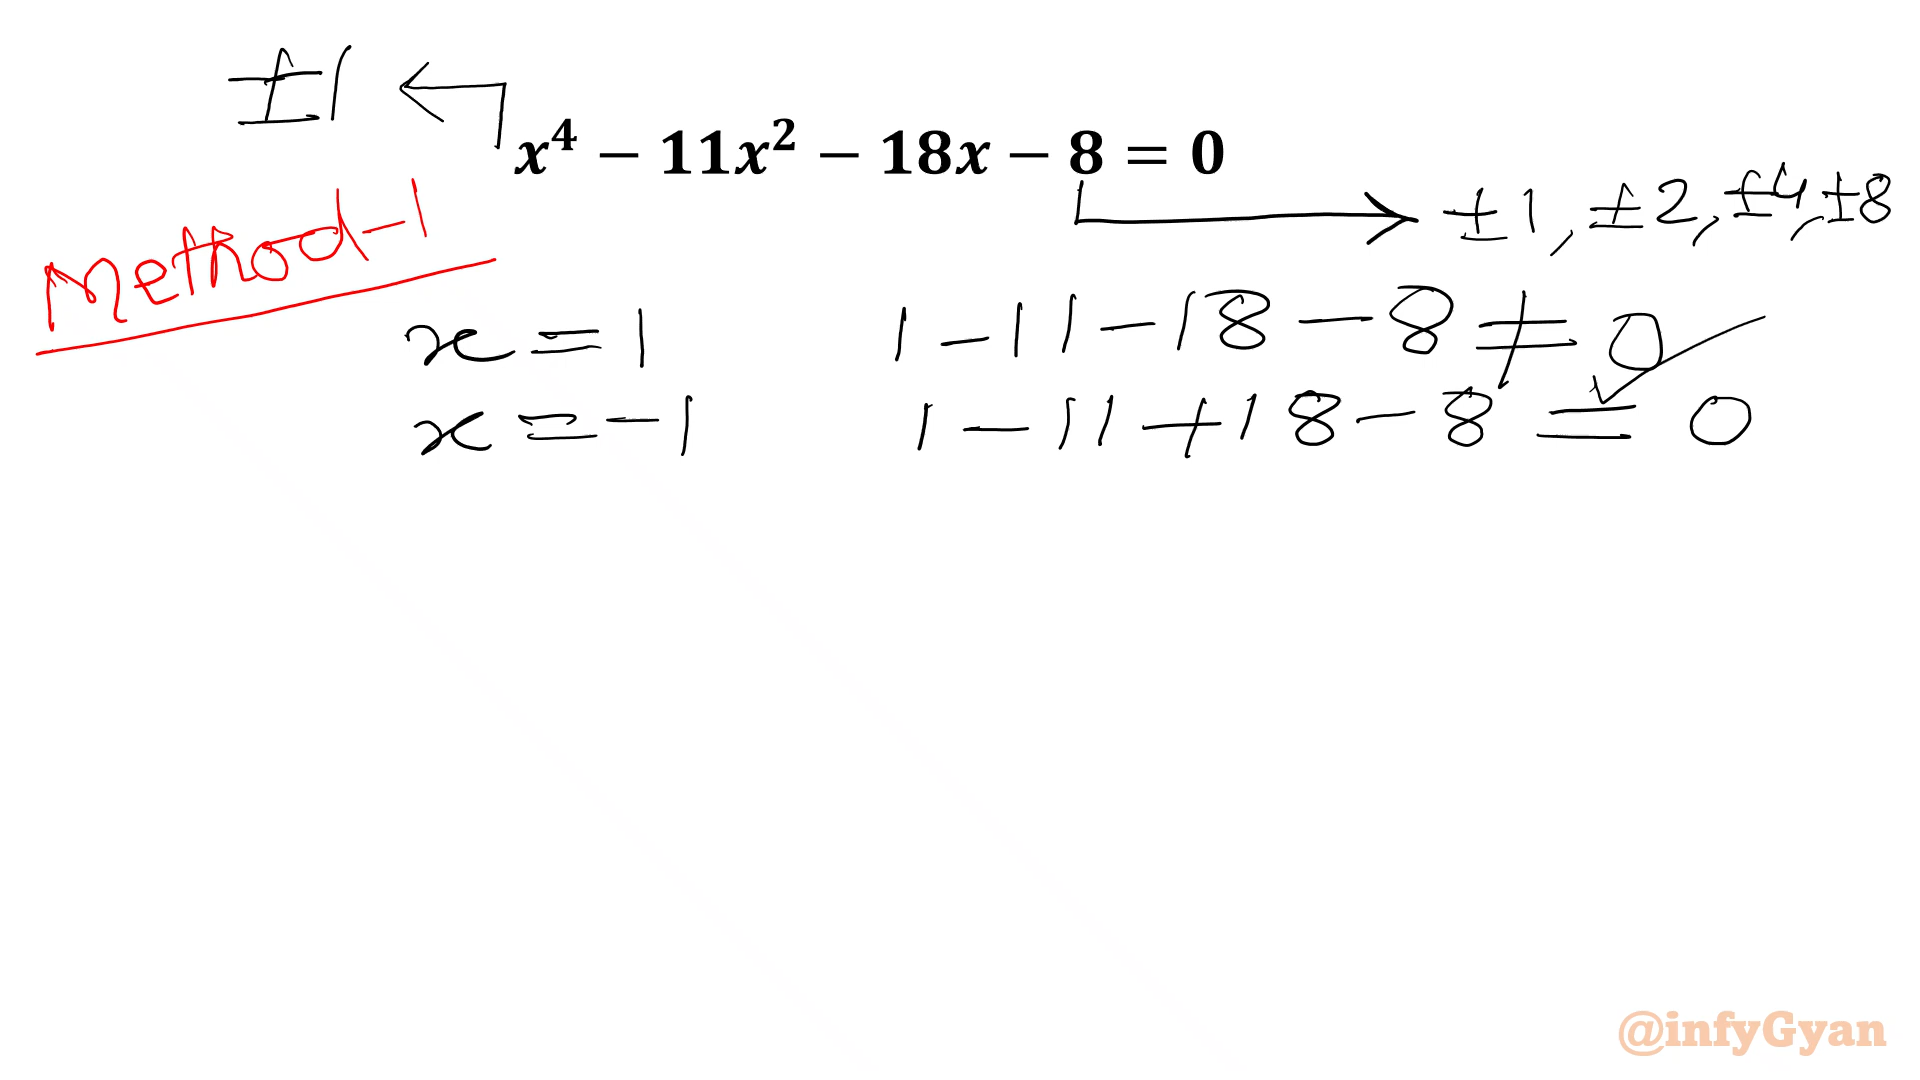 ±1
x⁴ − 11x² − 18x − 8 = 0
Method-1
±1, ±2, ±4, ±8
x = 1 1 - 11 - 18 - 8 ≠ 0
x = -1 1 - 11 + 18 - 8 = 0 ✓
@infyGyan